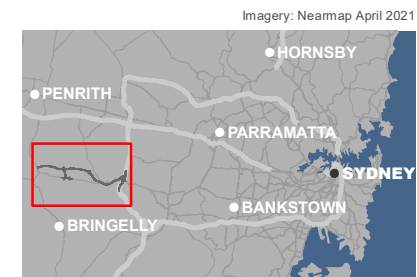 Imagery: Nearmap April 2021
HORNSBY
PENRITH
PARRAMATTA
SYDNEY
BANKSTOWN
BRINGELLY